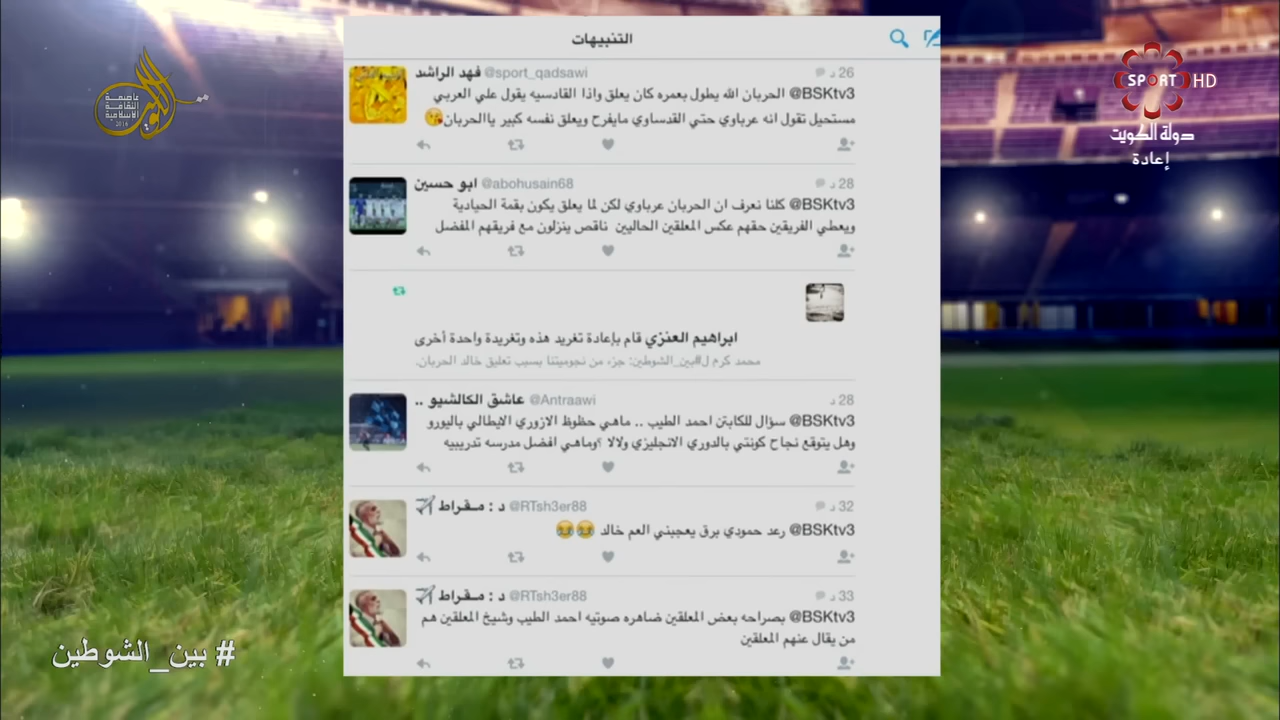 التنبيهات
فهد الراشد @sport_qadsawi 26 د
@BSKtv3 الحربان الله يطول بعمره كان يعلق واذا القادسيه يقول علي العربي
مستحيل تقول انه عرباوي حتي القدساوي مايفرح ويعلق نفسه كبير ياالحربان😘
ابو حسين @abohusain68 28 د
@BSKtv3 كلنا نعرف ان الحربان عرباوي لكن لما يعلق يكون بقمة الحيادية
ويعطي الفريقين حقهم عكس المعلقين الحاليين ناقص ينزلون مع فريقهم المفضل
ابراهيم العنزي قام بإعادة تغريد هذه وتغريدة واحدة أخرى
محمد كرم ل#بين_الشوطين: جزء من نجوميتنا بسبب تعليق خالد الحربان.
عاشق الكالشيو .. @Antraawi 28 د
@BSKtv3 سؤال للكابتن احمد الطيب .. ماهي حظوظ الازوري الايطالي باليورو
وهل يتوقع نجاح كونتي بالدوري الانجليزي ولالا ؟وماهي افضل مدرسه تدريبيه
د : مـقـراط @RTsh3er88 32 د
@BSKtv3 رعد حمودي برق يعجبني العم خالد 😂😂
د : مـقـراط @RTsh3er88 33 د
@BSKtv3 بصراحه بعض المعلقين ضاهره صوتيه احمد الطيب وشيخ المعلقين هم
من يقال عنهم المعلقين
# بين_الشوطين
SPORT HD
دولة الكويت
إعادة
الكويت
عاصمة
الثقافة
الاسلامية
2016